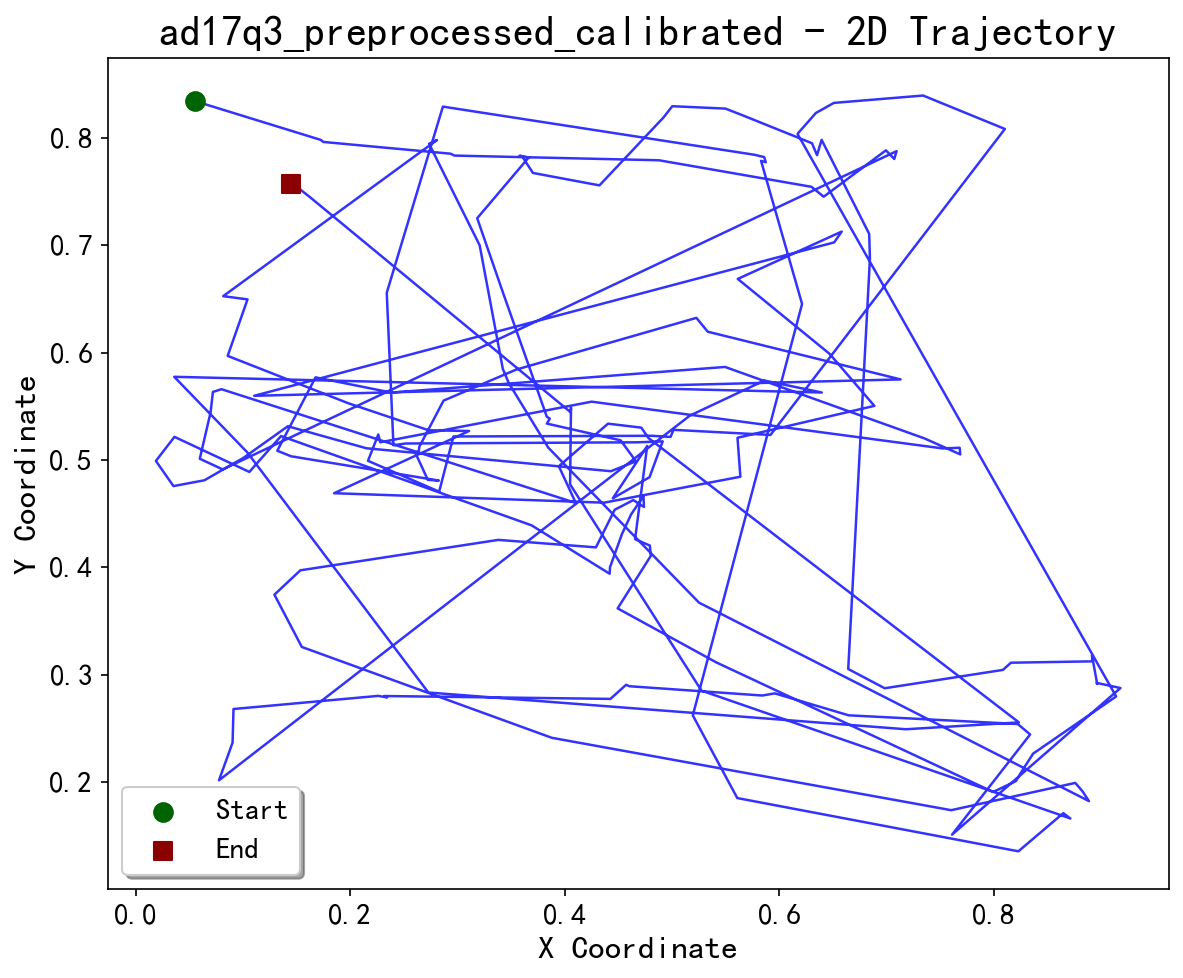 ad17q3_preprocessed_calibrated - 2D Trajectory
Y Coordinate
0.8
0.7
0.6
0.5
0.4
0.3
0.2
Start
End
0.0 0.2 0.4 0.6 0.8
X Coordinate